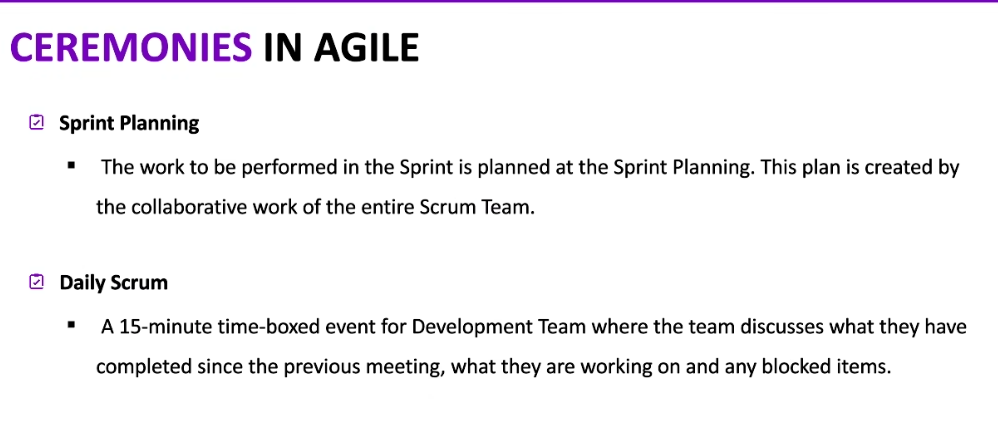 CEREMONIES IN AGILE
Sprint Planning
▪ The work to be performed in the Sprint is planned at the Sprint Planning. This plan is created by
the collaborative work of the entire Scrum Team.
Daily Scrum
▪ A 15-minute time-boxed event for Development Team where the team discusses what they have
completed since the previous meeting, what they are working on and any blocked items.